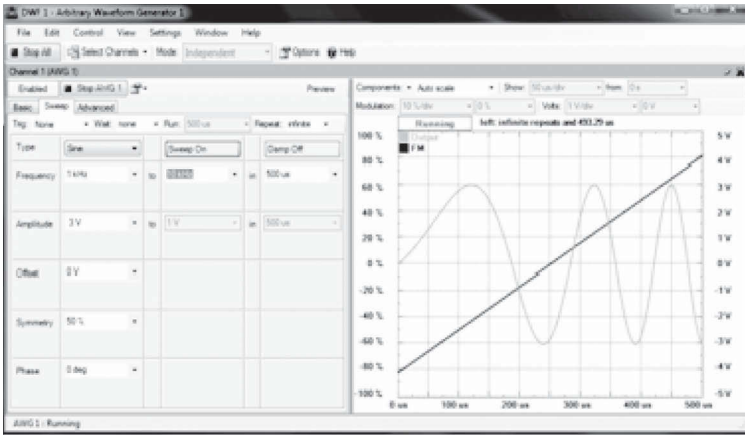 DWF 1 - Arbitrary Waveform Generator 1
File Edit Control View Settings Window Help
Stop All Select Channels Mode: Independent Options Help
Channel 1 (AWG 1)
Enabled Stop AWG 1 Preview
Basic Sweep Advanced
Trig: None Wait: none Run: 500 us Repeat: infinite
Type Sine Sweep On Damp Off
Frequency 1 kHz to in 500 us
Amplitude 3 V to 1 V in 500 us
Offset 0 V
Symmetry 50 %
Phase 0 deg
Components: Auto scale Show: 50 us/div from: 0 s
Modulation: 10 %/div 0 % Volts: 1 V/div 0 V
Running left: infinite repeats and 493.29 us
Output
FM
100 % 5 V
80 % 4 V
60 % 3 V
40 % 2 V
20 % 1 V
0 % 0 V
-20 % -1 V
-40 % -2 V
-60 % -3 V
-80 % -4 V
-100 % -5 V
0 us 100 us 200 us 300 us 400 us 500 us
AWG 1 : Running